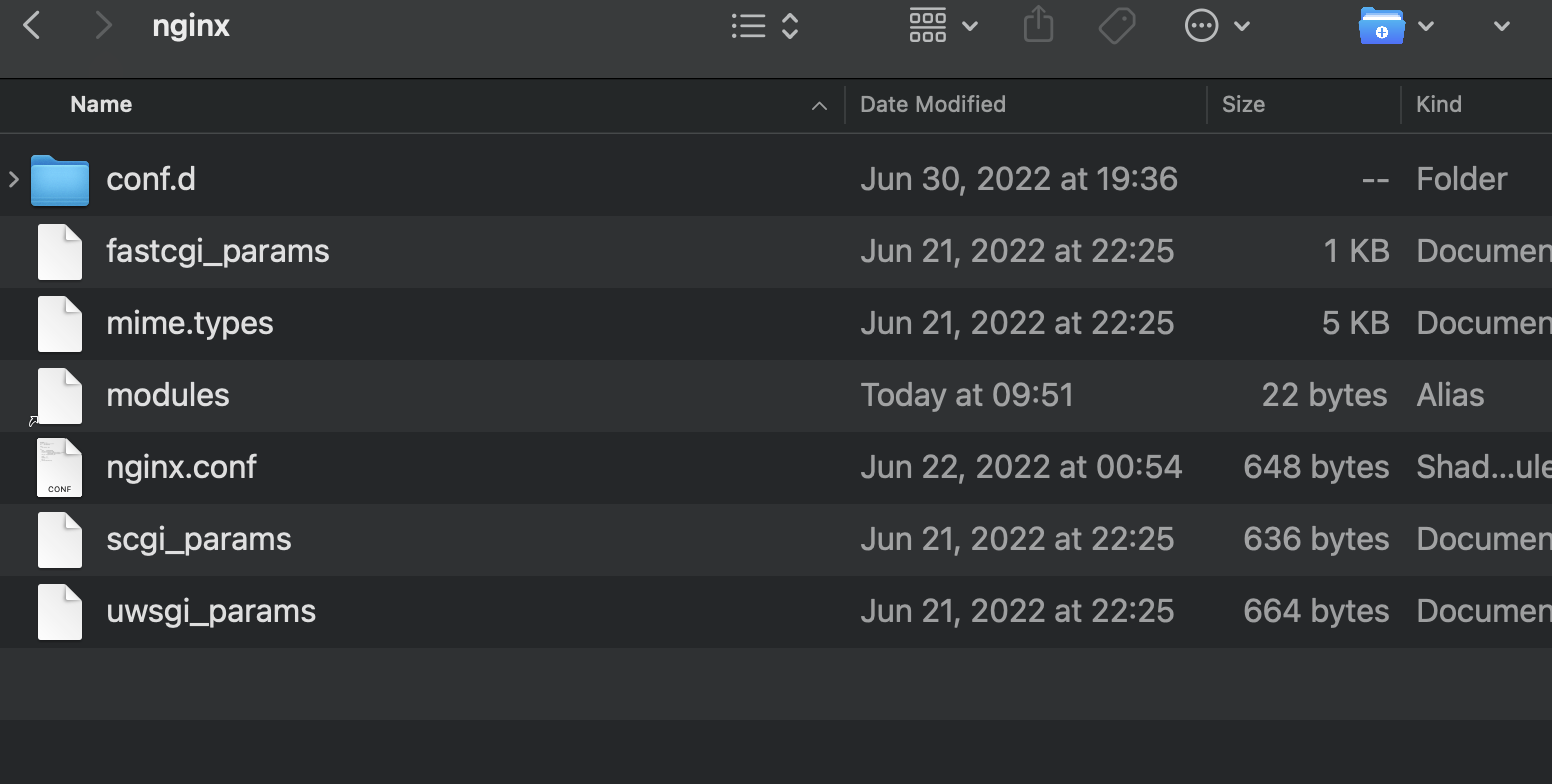 nginx
Name Date Modified Size Kind
conf.d Jun 30, 2022 at 19:36 -- Folder
fastcgi_params Jun 21, 2022 at 22:25 1 KB Documen
mime.types Jun 21, 2022 at 22:25 5 KB Documen
modules Today at 09:51 22 bytes Alias
nginx.conf Jun 22, 2022 at 00:54 648 bytes Shad...ule
CONF
scgi_params Jun 21, 2022 at 22:25 636 bytes Documen
uwsgi_params Jun 21, 2022 at 22:25 664 bytes Documen